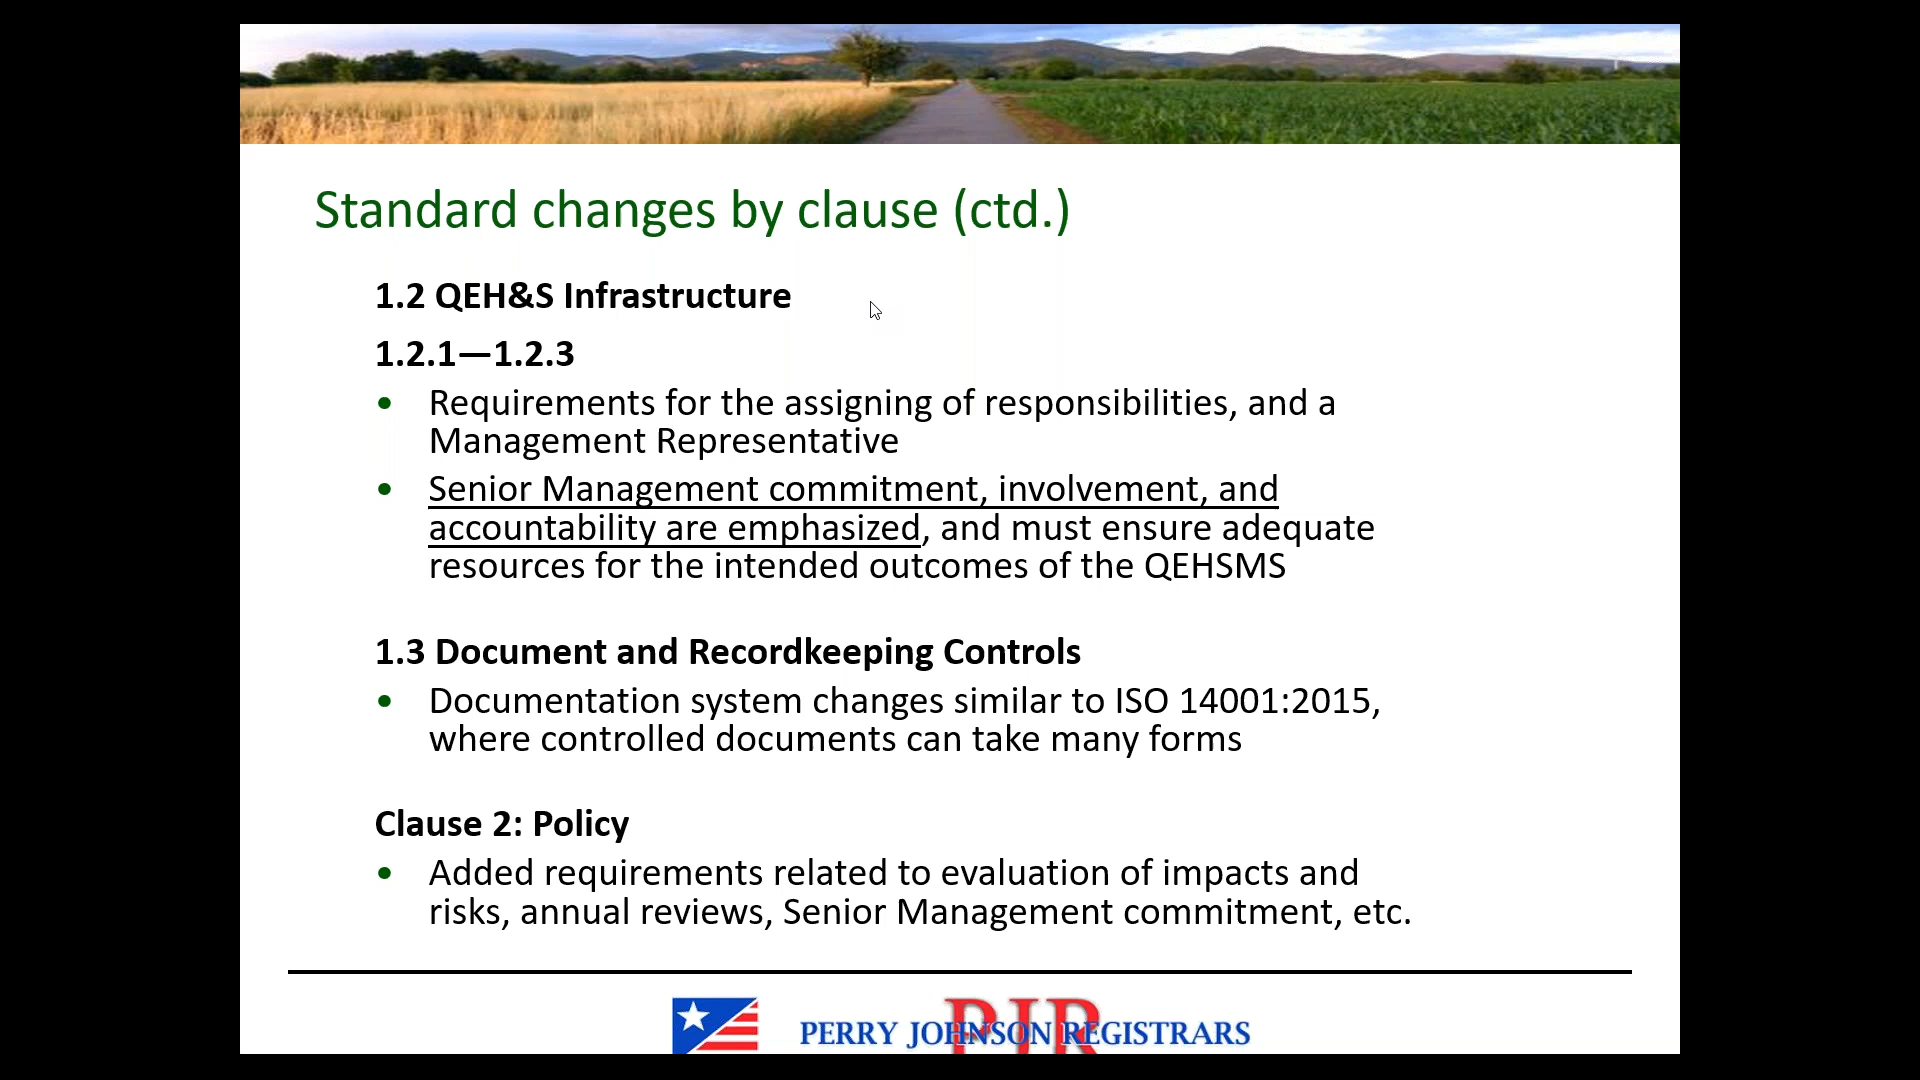 Standard changes by clause (ctd.)
1.2 QEH&S Infrastructure
1.2.1—1.2.3
• Requirements for the assigning of responsibilities, and a
Management Representative
• Senior Management commitment, involvement, and
accountability are emphasized, and must ensure adequate
resources for the intended outcomes of the QEHSMS
1.3 Document and Recordkeeping Controls
• Documentation system changes similar to ISO 14001:2015,
where controlled documents can take many forms
Clause 2: Policy
• Added requirements related to evaluation of impacts and
risks, annual reviews, Senior Management commitment, etc.
PJR
PERRY JOHNSON REGISTRARS